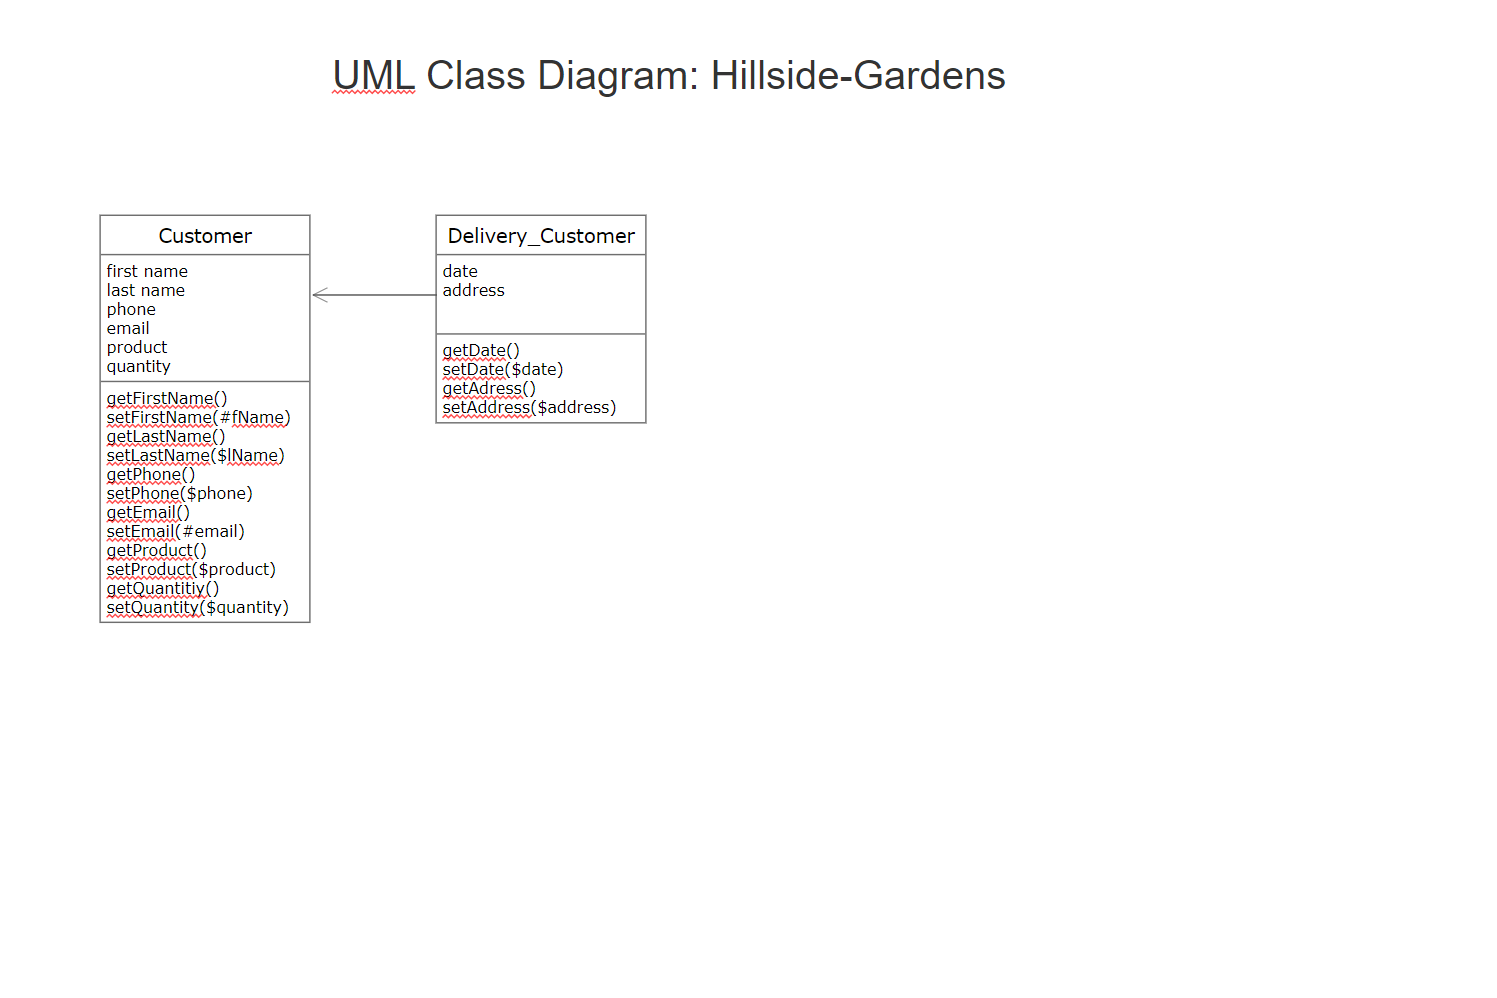 UML Class Diagram: Hillside-Gardens
Customer
first name
last name
phone
email
product
quantity
getFirstName()
setFirstName(#fName)
getLastName()
setLastName($lName)
getPhone()
setPhone($phone)
getEmail()
setEmail(#email)
getProduct()
setProduct($product)
getQuantitiy()
setQuantity($quantity)
Delivery_Customer
date
address
getDate()
setDate($date)
getAdress()
setAddress($address)